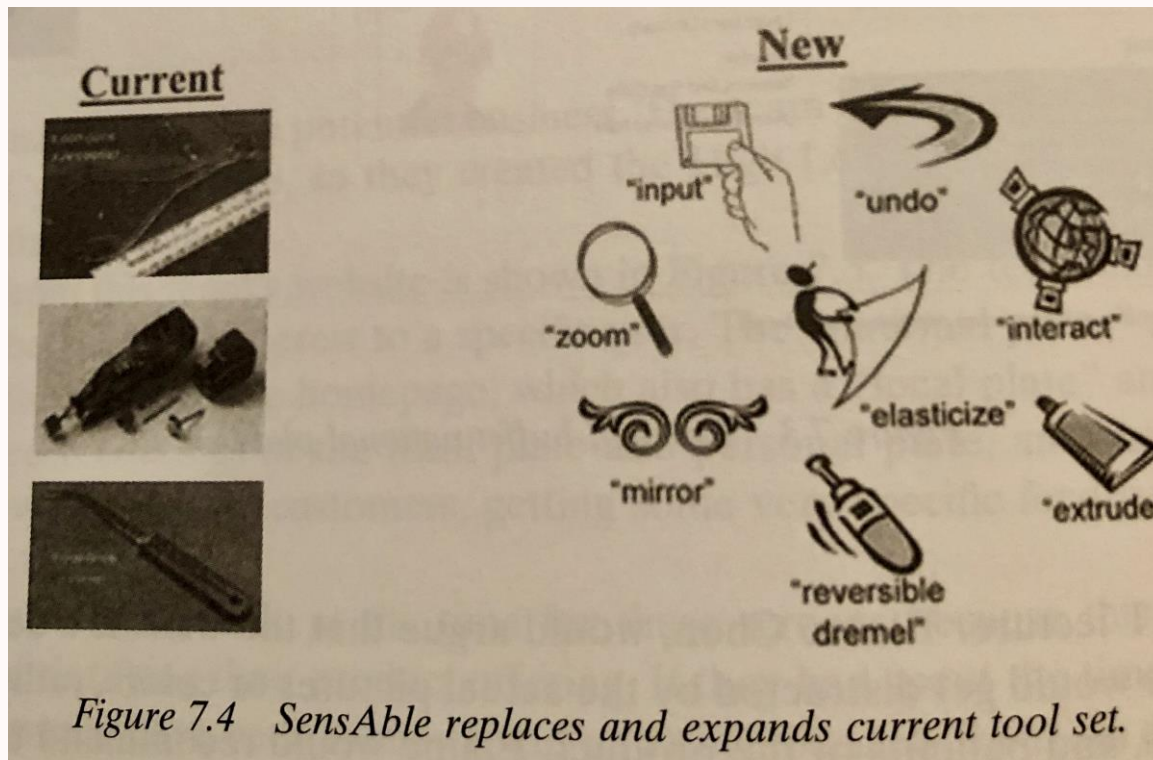 Current
New
"input"
"undo"
"zoom"
"interact"
"elasticize"
"mirror"
"extrude
"reversible
dremel"
Figure 7.4 SensAble replaces and expands current tool set.